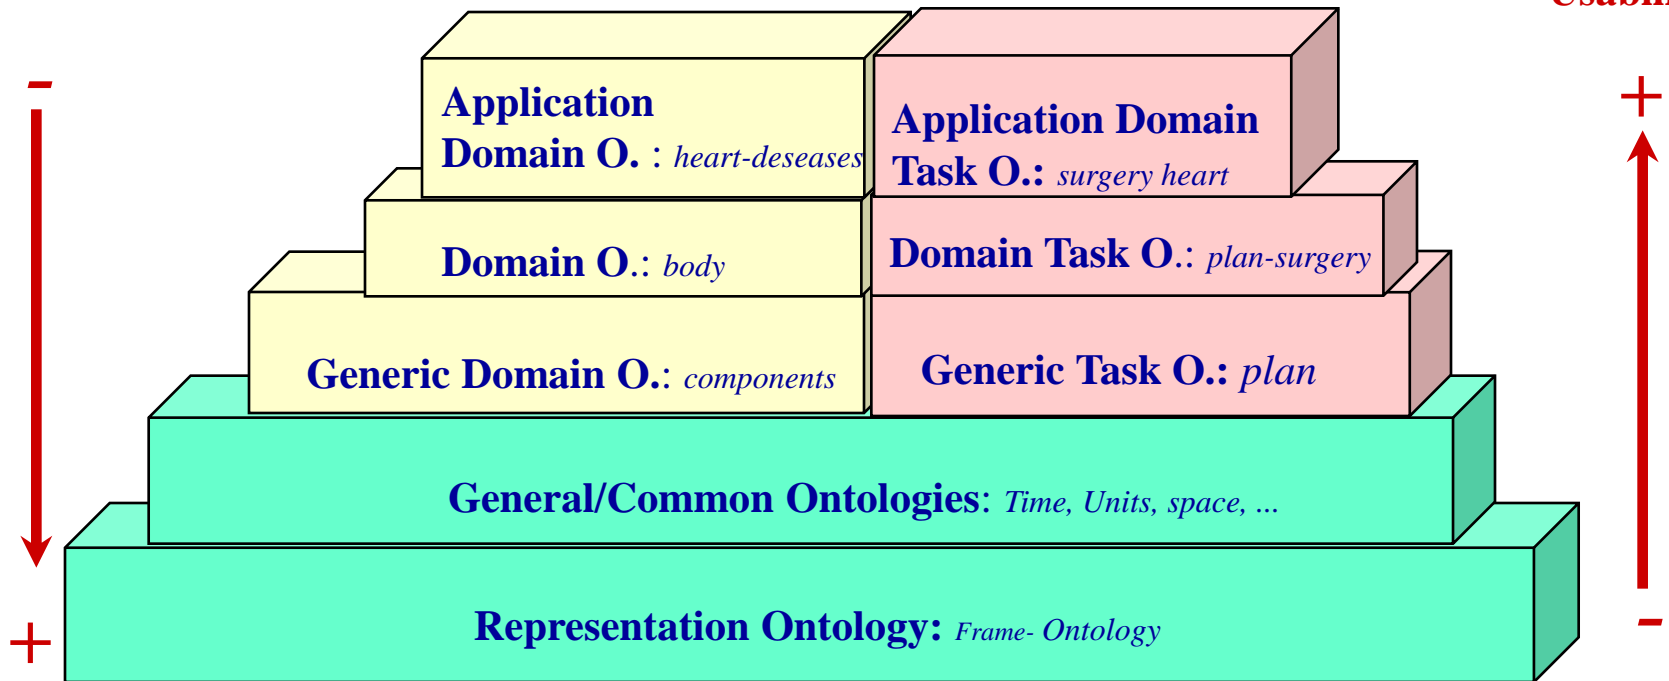 -
+
Application
Domain O. : heart-deseases
Application Domain
Task O.: surgery heart
Domain O.: body
Domain Task O.: plan-surgery
Generic Domain O.: components
Generic Task O.: plan
General/Common Ontologies: Time, Units, space, ...
Representation Ontology: Frame- Ontology
+
-